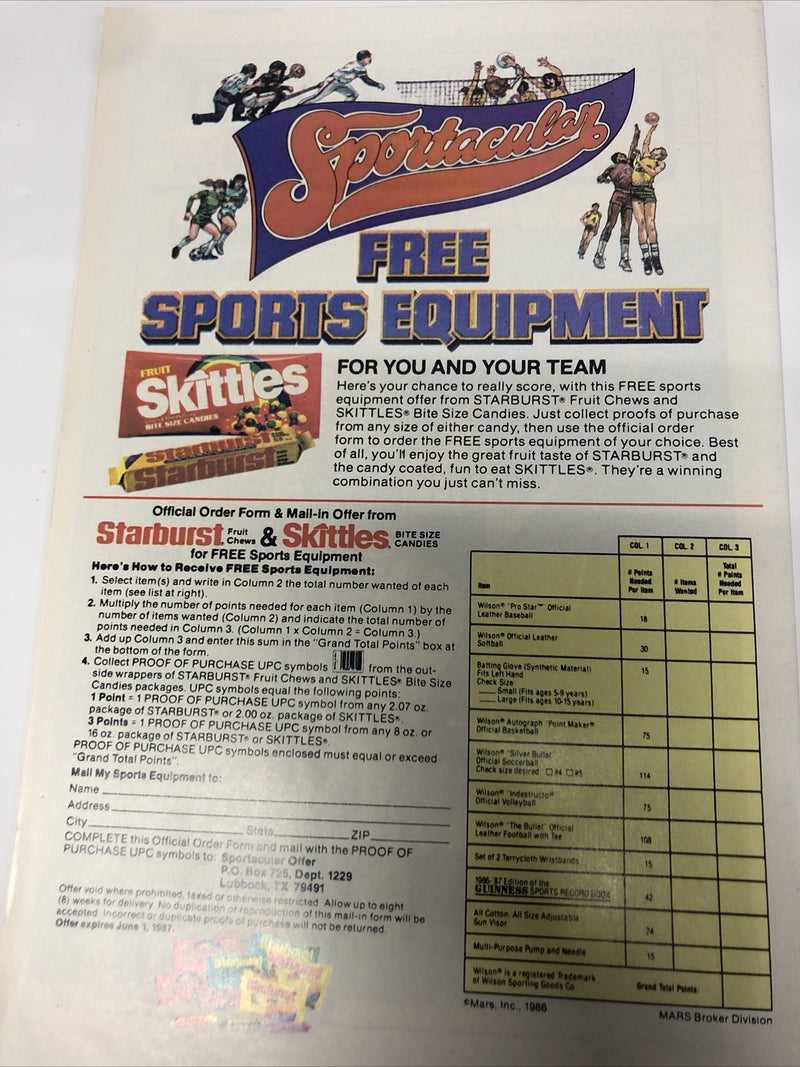 Sportacular
FREE
SPORTS EQUIPMENT
FRUIT
Skittles
BITE SIZE CANDIES
Starburst
Starburst
FOR YOU AND YOUR TEAM
Here's your chance to really score, with this FREE sports
equipment offer from STARBURST® Fruit Chews and
SKITTLES® Bite Size Candies. Just collect proofs of purchase
from any size of either candy, then use the official order
form to order the FREE sports equipment of your choice. Best
of all, you'll enjoy the great fruit taste of STARBURST® and
the candy coated, fun to eat SKITTLES®. They're a winning
combination you just can't miss.
Official Order Form & Mail-in Offer from
Starburst® Fruit Chews & Skittles® BITE SIZE CANDIES
for FREE Sports Equipment
Here's How to Receive FREE Sports Equipment:
1. Select item(s) and write in Column 2 the total number wanted of each
item (see list at right).
2. Multiply the number of points needed for each item (Column 1) by the
number of items wanted (Column 2) and indicate the total number of
points needed in Column 3. (Column 1 x Column 2 = Column 3.)
3. Add up Column 3 and enter this sum in the "Grand Total Points" box at
the bottom of the form.
4. Collect PROOF OF PURCHASE UPC symbols from the out-
side wrappers of STARBURST® Fruit Chews and SKITTLES® Bite Size
Candies packages. UPC symbols equal the following points:
1 Point = 1 PROOF OF PURCHASE UPC symbol from any 2.07 oz.
package of STARBURST® or 2.00 oz. package of SKITTLES®.
3 Points = 1 PROOF OF PURCHASE UPC symbol from any 8 oz. or
16 oz. package of STARBURST® or SKITTLES®.
PROOF OF PURCHASE UPC symbols enclosed must equal or exceed
"Grand Total Points".
Mail My Sports Equipment to:
Name
Address
City State ZIP
COMPLETE this Official Order Form and mail with the PROOF OF
PURCHASE UPC symbols to: Sportacular Offer
P.O. Box 725, Dept. 1229
Lubbock, TX 79491
Offer void where prohibited, taxed or otherwise restricted. Allow up to eight
(8) weeks for delivery. No duplication or reproduction of this mail-in form will be
accepted. Incorrect or duplicate proofs of purchase will not be returned.
Offer expires June 1, 1987.
COL. 1 COL. 2 COL. 3
Item # Points Needed Per Item # Items Wanted Total # Points Needed Per Item
Wilson® "Pro Star"™ Official
Leather Baseball 18
Wilson® Official Leather
Softball 30
Batting Glove (Synthetic Material) 15
Fits Left Hand
Check Size:
Small (Fits ages 5-9 years)
Large (Fits ages 10-15 years)
Wilson® Autograph "Point Maker"®
Official Basketball 75
Wilson® "Silver Bullet"
Official Soccerball
Check size desired □ #4 □ #5 114
Wilson® "Indestructo"®
Official Volleyball 75
Wilson® "The Bullet" Official
Leather Football with Tee 108
Set of 2 Terrycloth Wristbands 15
1986-'87 Edition of the
GUINNESS SPORTS RECORD BOOK 42
All Cotton, All Size Adjustable
Sun Visor 24
Multi-Purpose Pump and Needle 15
Wilson® is a registered Trademark
of Wilson Sporting Goods Co Grand Total Points:
©Mars, Inc., 1986
MARS Broker Division